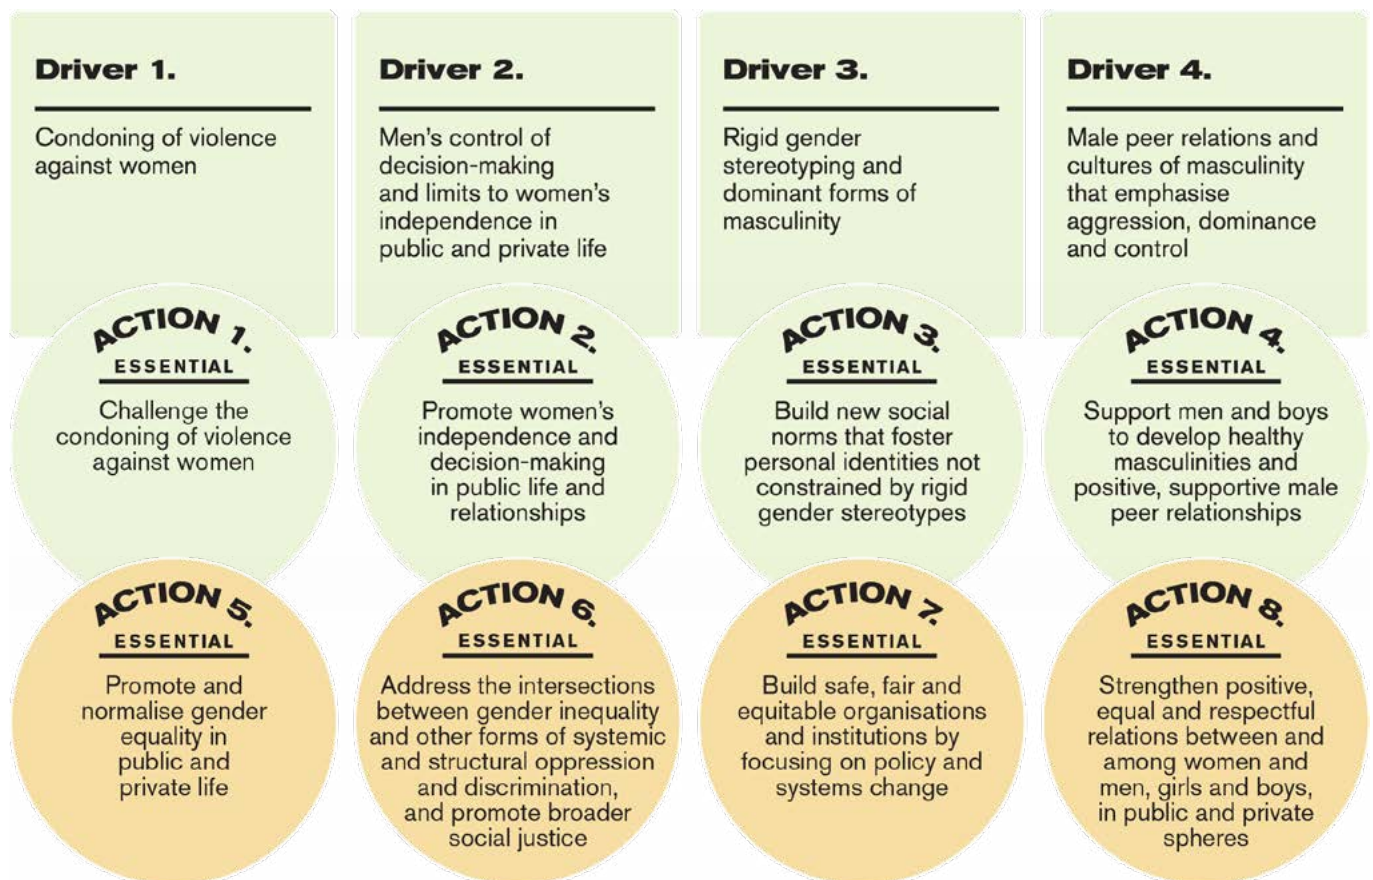 Driver 1.
Condoning of violence
against women
Driver 2.
Men's control of
decision-making
and limits to women's
independence in
public and private life
Driver 3.
Rigid gender
stereotyping and
dominant forms of
masculinity
Driver 4.
Male peer relations and
cultures of masculinity
that emphasise
aggression, dominance
and control
ACTION 1.
ESSENTIAL
Challenge the
condoning of violence
against women
ACTION 2.
ESSENTIAL
Promote women's
independence and
decision-making
in public life and
relationships
ACTION 3.
ESSENTIAL
Build new social
norms that foster
personal identities not
constrained by rigid
gender stereotypes
ACTION 4.
ESSENTIAL
Support men and boys
to develop healthy
masculinities and
positive, supportive male
peer relationships
ACTION 5.
ESSENTIAL
Promote and
normalise gender
equality in
public and
private life
ACTION 6.
ESSENTIAL
Address the intersections
between gender inequality
and other forms of systemic
and structural oppression
and discrimination,
and promote broader
social justice
ACTION 7.
ESSENTIAL
Build safe, fair and
equitable organisations
and institutions by
focusing on policy and
systems change
ACTION 8.
ESSENTIAL
Strengthen positive,
equal and respectful
relations between and
among women and
men, girls and boys,
in public and private
spheres